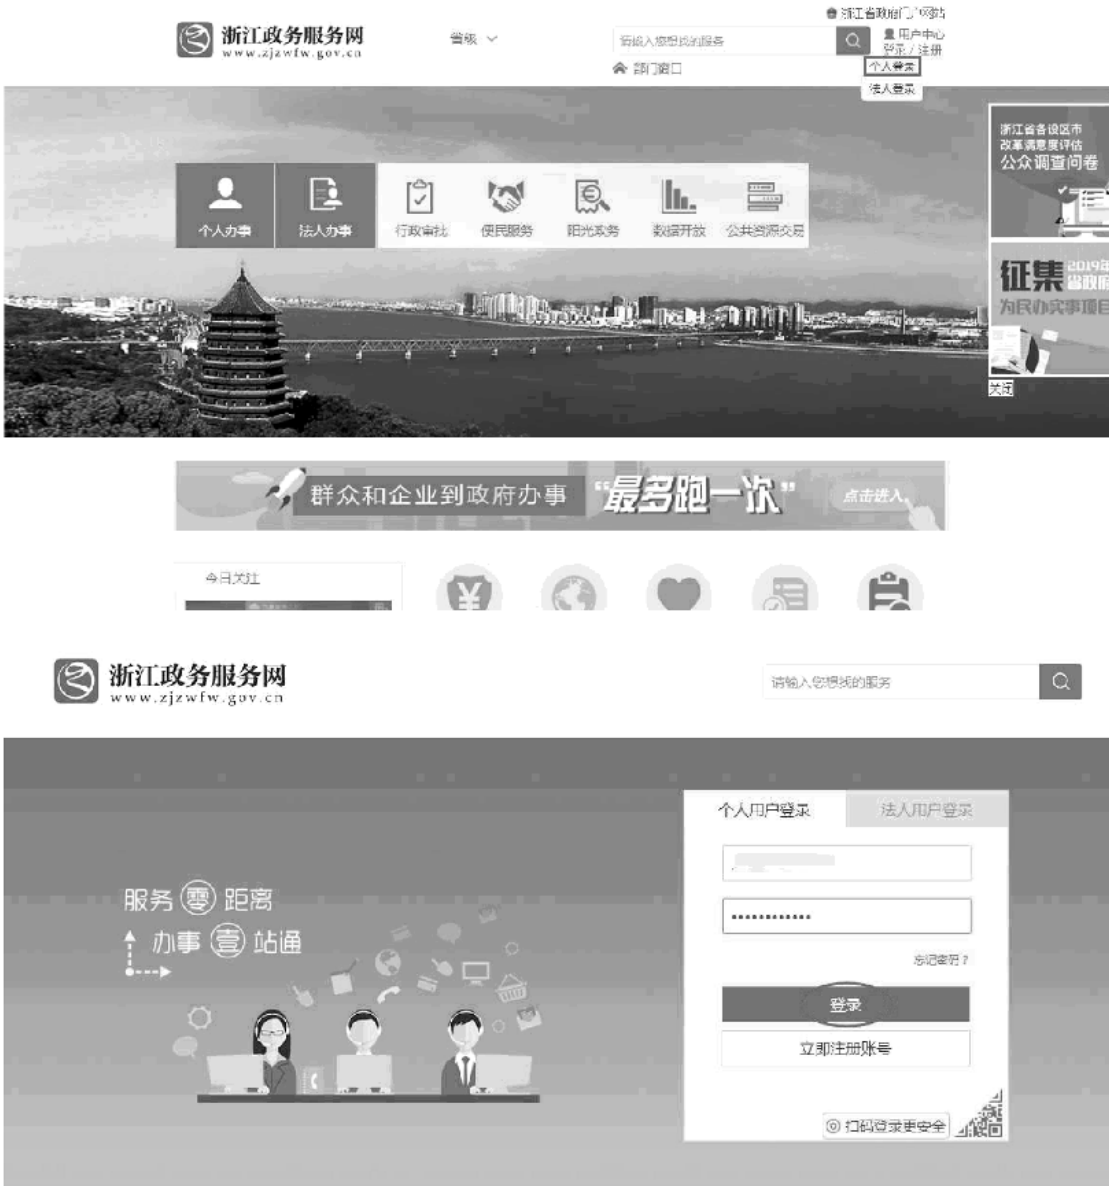 浙江省政府门户网站
浙江政务服务网
www.zjzwfw.gov.cn
省级
请输入您想找的服务
用户中心
登录 / 注册
部门窗口
个人登录
法人登录
浙江省各设区市
改革满意度评估
公众调查问卷
个人办事
法人办事
行政审批
便民服务
阳光政务
数据开放
公共资源交易
征集
2019年
省政府
为民办实事项目
关闭
群众和企业到政府办事 “最多跑一次” 点击进入
今日关注
浙江政务服务网
www.zjzwfw.gov.cn
请输入您想找的服务
个人用户登录
法人用户登录
服务零距离
办事壹站通
••••••••••••
忘记密码？
登录
立即注册账号
扫码登录更安全